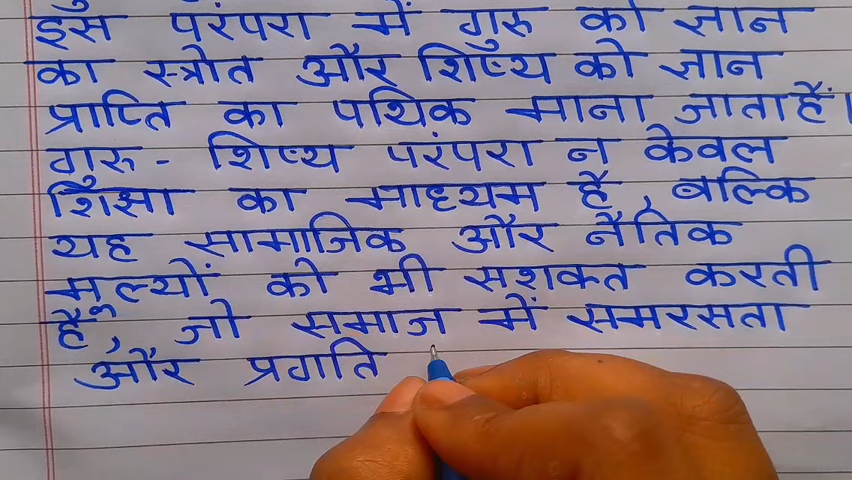 इस परंपरा में गुरु को ज्ञान
का स्त्रोत और शिष्य को ज्ञान
प्राप्ति का पथिक माना जाता हैं।
गुरु - शिष्य परंपरा न केवल
शिक्षा का माध्यम है , बल्कि
यह सामाजिक और नैतिक
मूल्यों को भी सशक्त करती
है , जो समाज में समरसता
और प्रगति